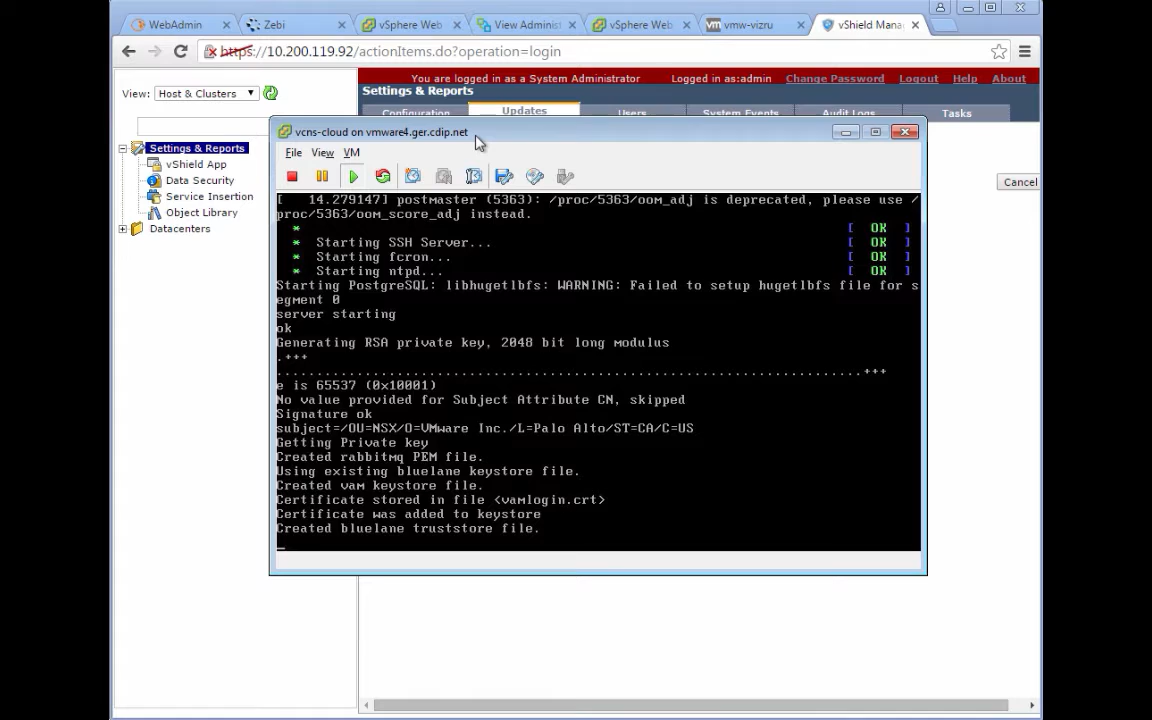 WebAdmin
Zebi
vSphere Web
View Adminis
vSphere Web
vmw-vizru
vShield Mana
https://10.200.119.92/actionItems.do?operation=login
You are logged in as a System Administrator
Logged in as:admin
Change Password
Logout
Help
About
View:
Host & Clusters
Settings & Reports
Configuration
Updates
Users
System Events
Audit Logs
Tasks
Settings & Reports
vShield App
Data Security
Service Insertion
Object Library
Datacenters
Cancel
vcns-cloud on vmware4.ger.cdip.net
File
View
VM
[   14.279147] postmaster (5363): /proc/5363/oom_adj is deprecated, please use /
proc/5363/oom_score_adj instead.
* [ OK ]
* Starting SSH Server... [ OK ]
* Starting fcron... [ OK ]
* Starting ntpd... [ OK ]
Starting PostgreSQL: libhugetlbfs: WARNING: Failed to setup hugetlbfs file for s
egment 0
server starting
ok
Generating RSA private key, 2048 bit long modulus
.+++
.........................................................................+++
e is 65537 (0x10001)
No value provided for Subject Attribute CN, skipped
Signature ok
subject=/OU=NSX/O=VMware Inc./L=Palo Alto/ST=CA/C=US
Getting Private key
Created rabbitmq PEM file.
Using existing bluelane keystore file.
Created vam keystore file.
Certificate stored in file <vamlogin.crt>
Certificate was added to keystore
Created bluelane truststore file.